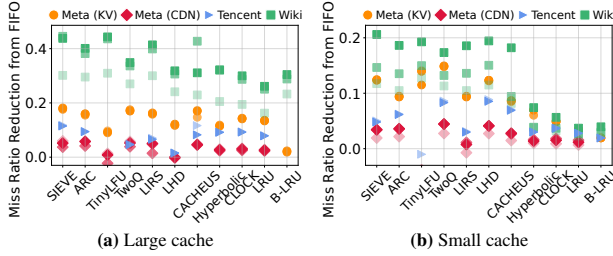 Meta (KV) Meta (CDN) Tencent Wiki
Miss Ratio Reduction from FIFO
0.4
0.2
0.0
SIEVE ARC TinyLFU TwoQ LIRS LHD CACHEUS Hyperbolic CLOCK LRU B-LRU
(a) Large cache
Meta (KV) Meta (CDN) Tencent Wiki
Miss Ratio Reduction from FIFO
0.2
0.1
0.0
SIEVE ARC TinyLFU TwoQ LIRS LHD CACHEUS Hyperbolic CLOCK LRU B-LRU
(b) Small cache